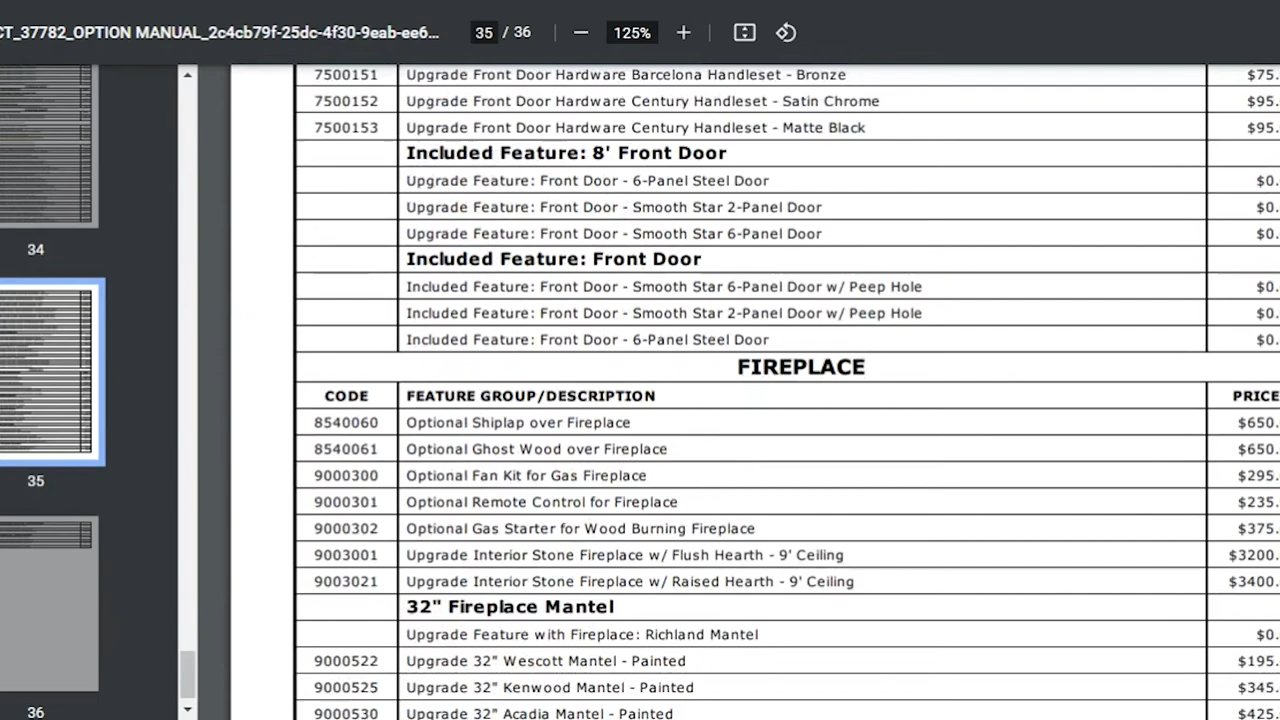 CT_37782_OPTION MANUAL_2c4cb79f-25dc-4f30-9eab-ee6... 35 / 36 125%
7500151 Upgrade Front Door Hardware Barcelona Handleset - Bronze $75.
7500152 Upgrade Front Door Hardware Century Handleset - Satin Chrome $95.
7500153 Upgrade Front Door Hardware Century Handleset - Matte Black $95.
Included Feature: 8' Front Door
Upgrade Feature: Front Door - 6-Panel Steel Door $0.
Upgrade Feature: Front Door - Smooth Star 2-Panel Door $0.
Upgrade Feature: Front Door - Smooth Star 6-Panel Door $0.
Included Feature: Front Door
Included Feature: Front Door - Smooth Star 6-Panel Door w/ Peep Hole $0.
Included Feature: Front Door - Smooth Star 2-Panel Door w/ Peep Hole $0.
Included Feature: Front Door - 6-Panel Steel Door $0.
FIREPLACE
CODE FEATURE GROUP/DESCRIPTION PRICE
8540060 Optional Shiplap over Fireplace $650.
8540061 Optional Ghost Wood over Fireplace $650.
9000300 Optional Fan Kit for Gas Fireplace $295.
9000301 Optional Remote Control for Fireplace $235.
9000302 Optional Gas Starter for Wood Burning Fireplace $375.
9003001 Upgrade Interior Stone Fireplace w/ Flush Hearth - 9' Ceiling $3200.
9003021 Upgrade Interior Stone Fireplace w/ Raised Hearth - 9' Ceiling $3400.
32" Fireplace Mantel
Upgrade Feature with Fireplace: Richland Mantel $0.
9000522 Upgrade 32" Wescott Mantel - Painted $195.
9000525 Upgrade 32" Kenwood Mantel - Painted $345.
9000530 Upgrade 32" Acadia Mantel - Painted $425.
34
35
36